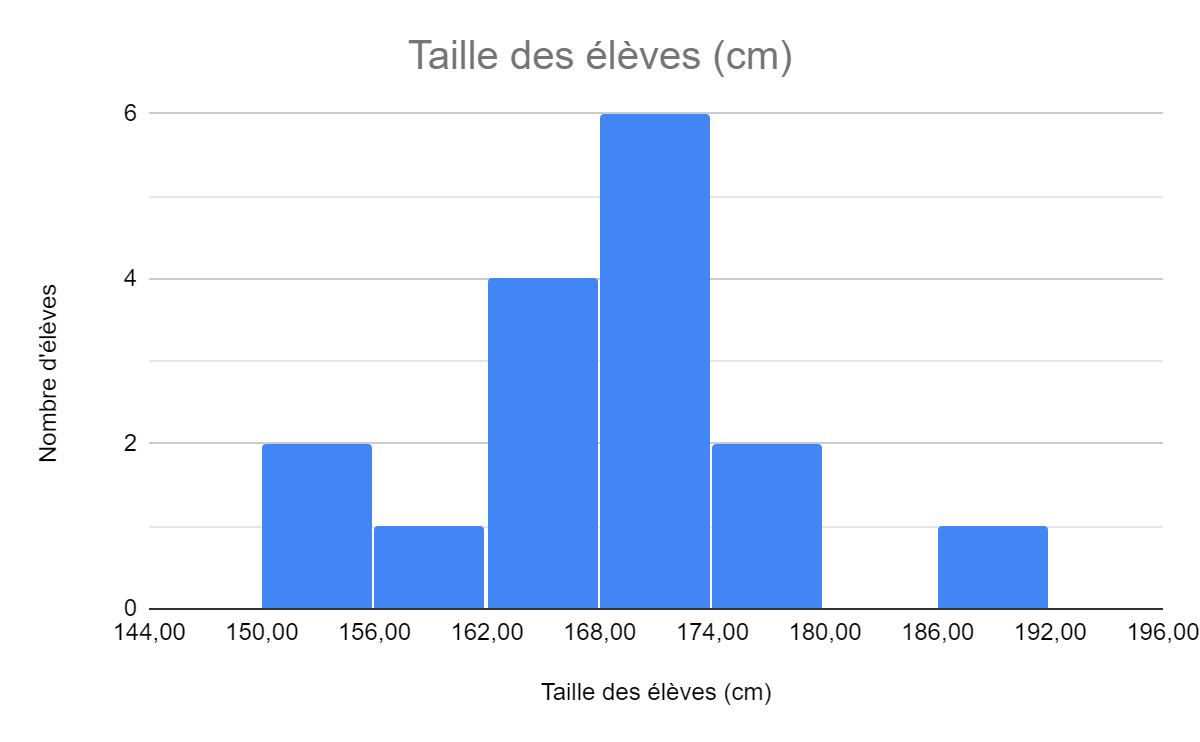 Taille des élèves (cm)
Nombre d'élèves
6
4
2
0
144,00 150,00 156,00 162,00 168,00 174,00 180,00 186,00 192,00 196,00
Taille des élèves (cm)